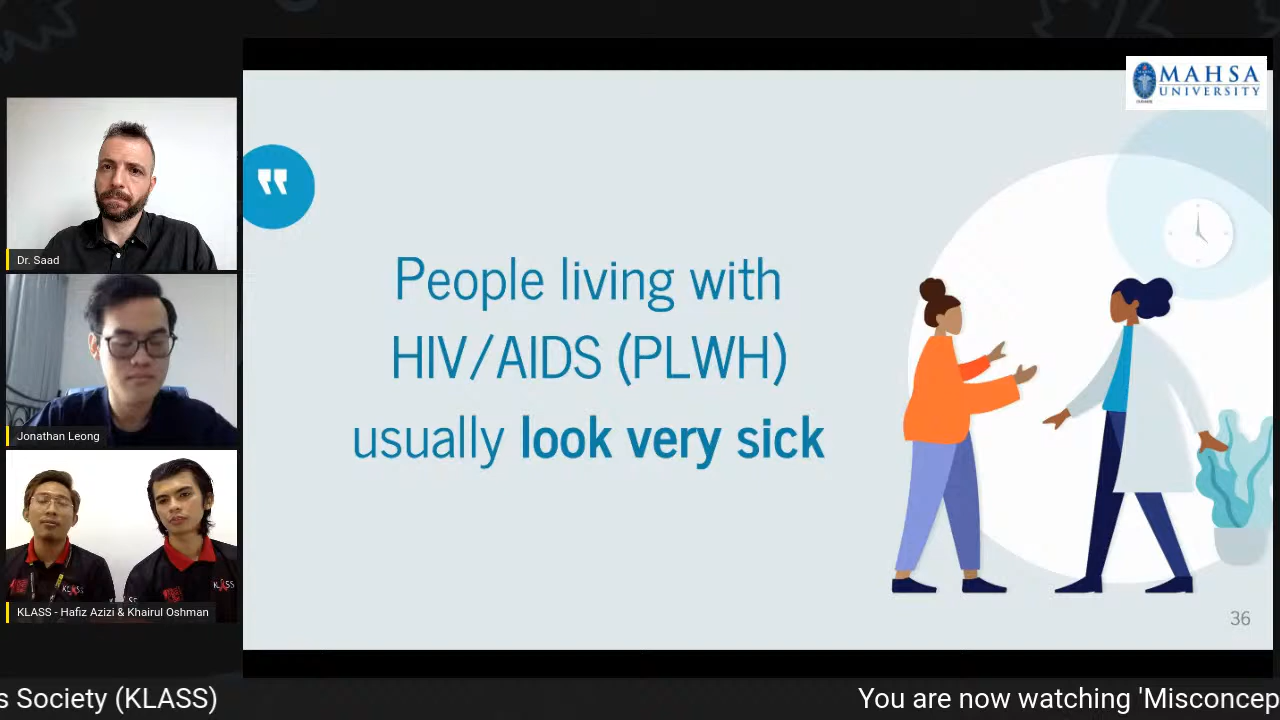 MAHSA
UNIVERSITY
People living with
HIV/AIDS (PLWH)
usually look very sick
36
Dr. Saad
Jonathan Leong
KLASS - Hafiz Azizi & Khairul Oshman
s Society (KLASS)
You are now watching 'Misconcep